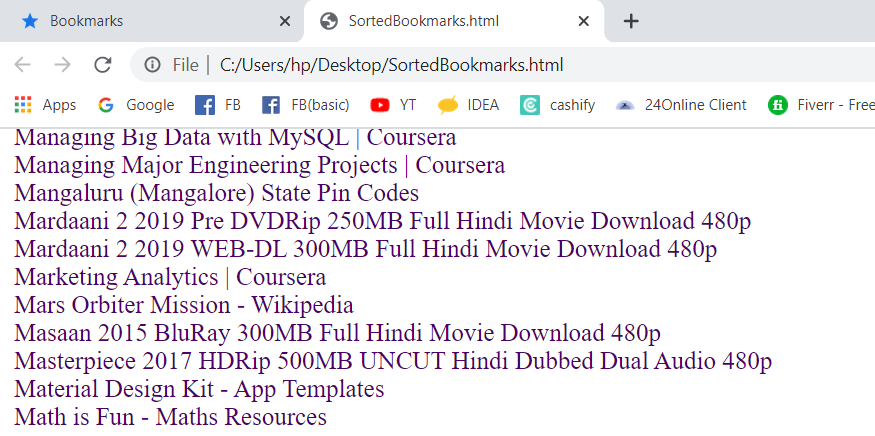 Bookmarks
SortedBookmarks.html
File | C:/Users/hp/Desktop/SortedBookmarks.html
Apps Google FB FB(basic) YT IDEA cashify 24Online Client Fiverr - Free
Managing Big Data with MySQL | Coursera
Managing Major Engineering Projects | Coursera
Mangaluru (Mangalore) State Pin Codes
Mardaani 2 2019 Pre DVDRip 250MB Full Hindi Movie Download 480p
Mardaani 2 2019 WEB-DL 300MB Full Hindi Movie Download 480p
Marketing Analytics | Coursera
Mars Orbiter Mission - Wikipedia
Masaan 2015 BluRay 300MB Full Hindi Movie Download 480p
Masterpiece 2017 HDRip 500MB UNCUT Hindi Dubbed Dual Audio 480p
Material Design Kit - App Templates
Math is Fun - Maths Resources